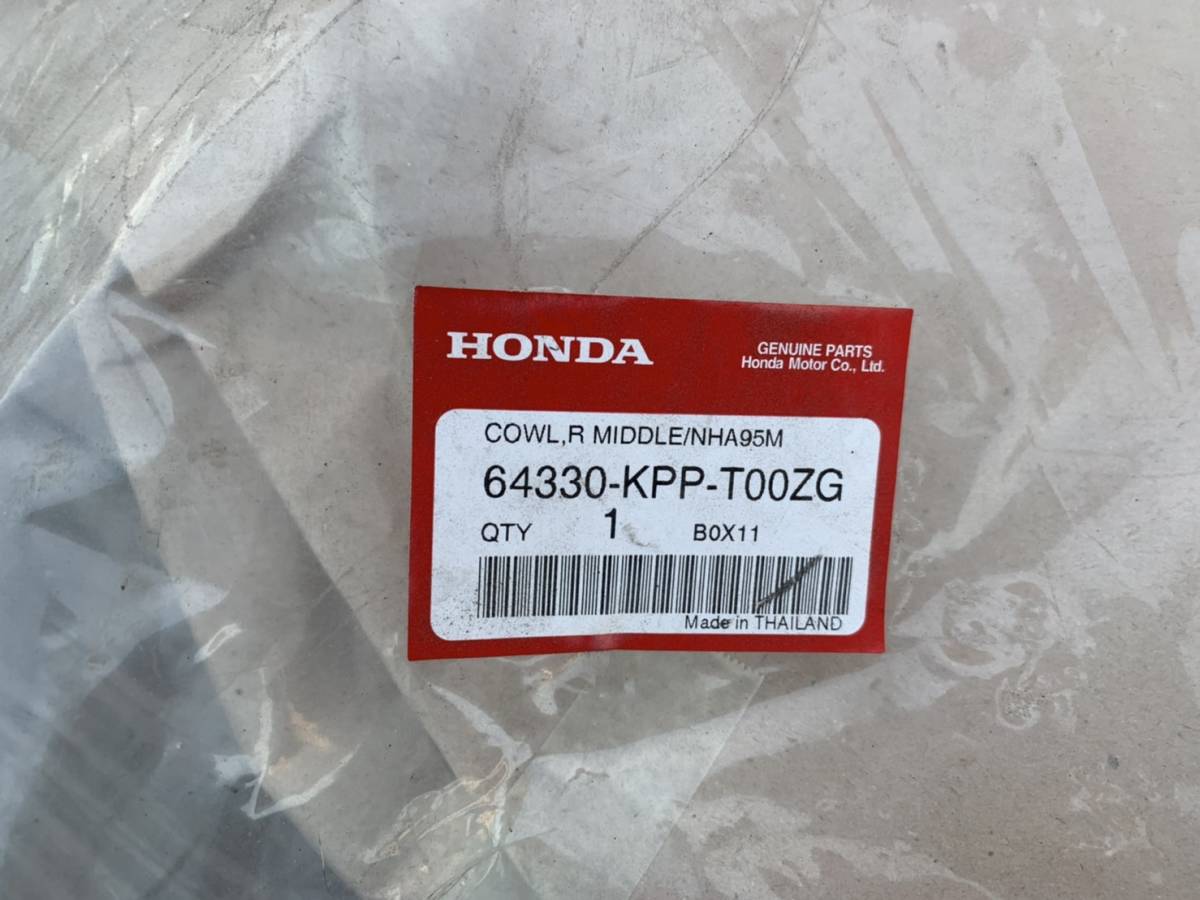 HONDA
GENUINE PARTS
Honda Motor Co., Ltd.
COWL,R MIDDLE/NHA95M
64330-KPP-T00ZG
QTY 1 B0X11
Made in THAILAND